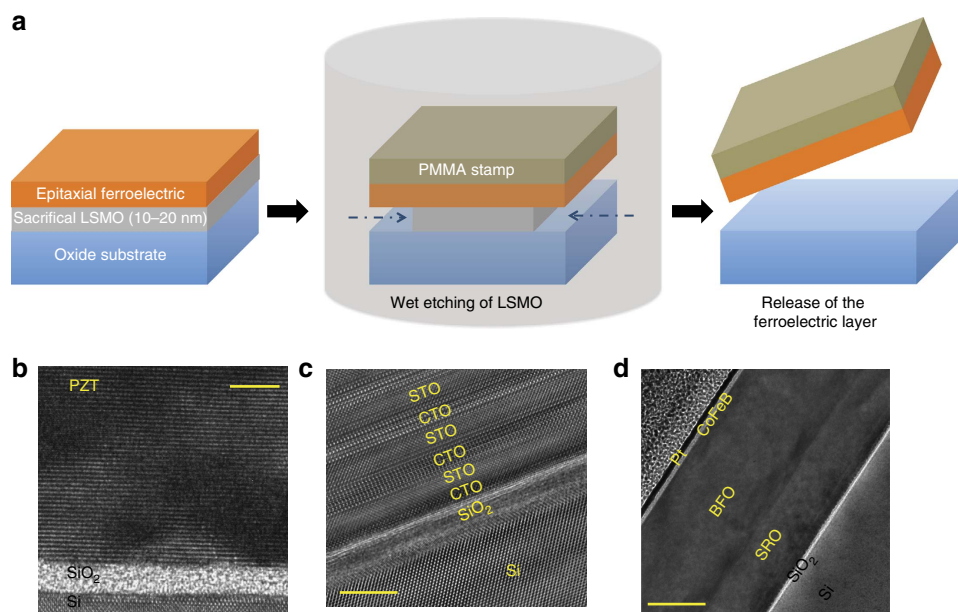 a
Epitaxial ferroelectric
Sacrifical LSMO (10–20 nm)
Oxide substrate
PMMA stamp
Wet etching of LSMO
Release of the
ferroelectric layer
b
PZT
SiO₂
Si
c
STO
CTO
STO
CTO
STO
CTO
SiO₂
Si
d
Pt
CoFeB
BFO
SRO
SiO₂
Si